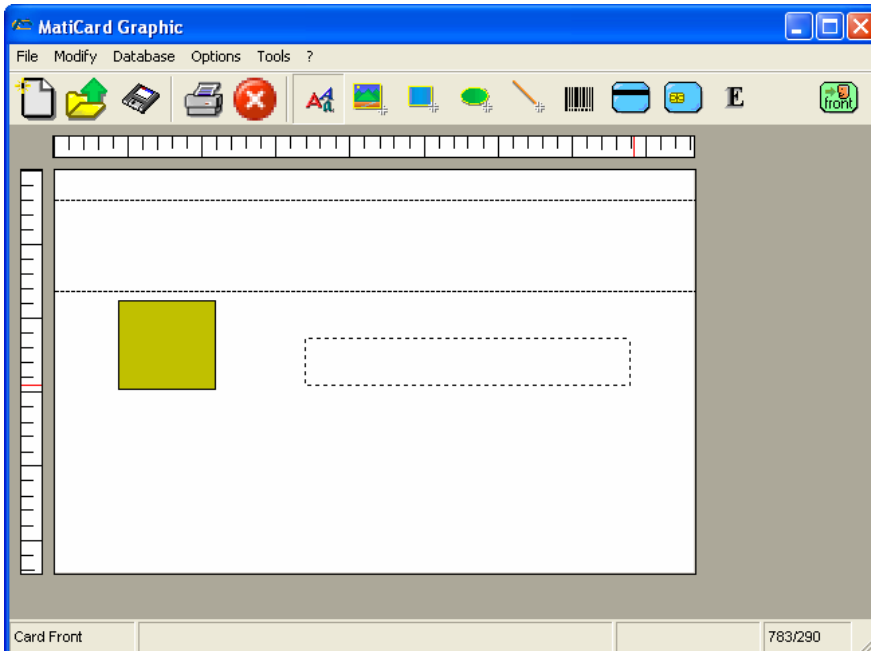 MatiCard Graphic
File Modify Database Options Tools ?
A A a E front
Card Front 783/290